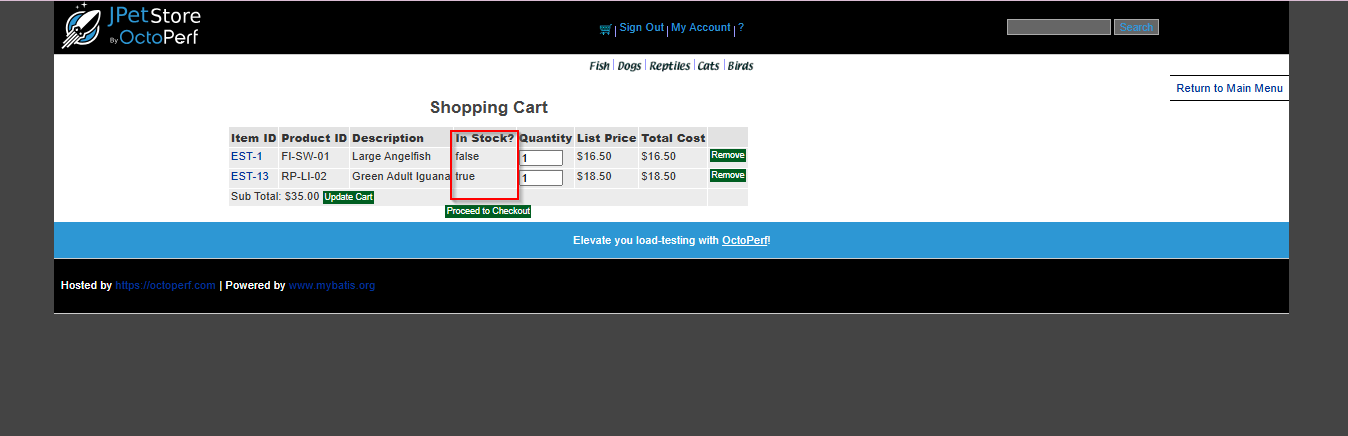 JPetStore
By OctoPerf
Sign Out | My Account | ?
Search
Fish | Dogs | Reptiles | Cats | Birds
Return to Main Menu
Shopping Cart
Item ID Product ID Description In Stock? Quantity List Price Total Cost
EST-1 FI-SW-01 Large Angelfish false 1 $16.50 $16.50 Remove
EST-13 RP-LI-02 Green Adult Iguana true 1 $18.50 $18.50 Remove
Sub Total: $35.00 Update Cart
Proceed to Checkout
Elevate you load-testing with OctoPerf!
Hosted by https://octoperf.com | Powered by www.mybatis.org